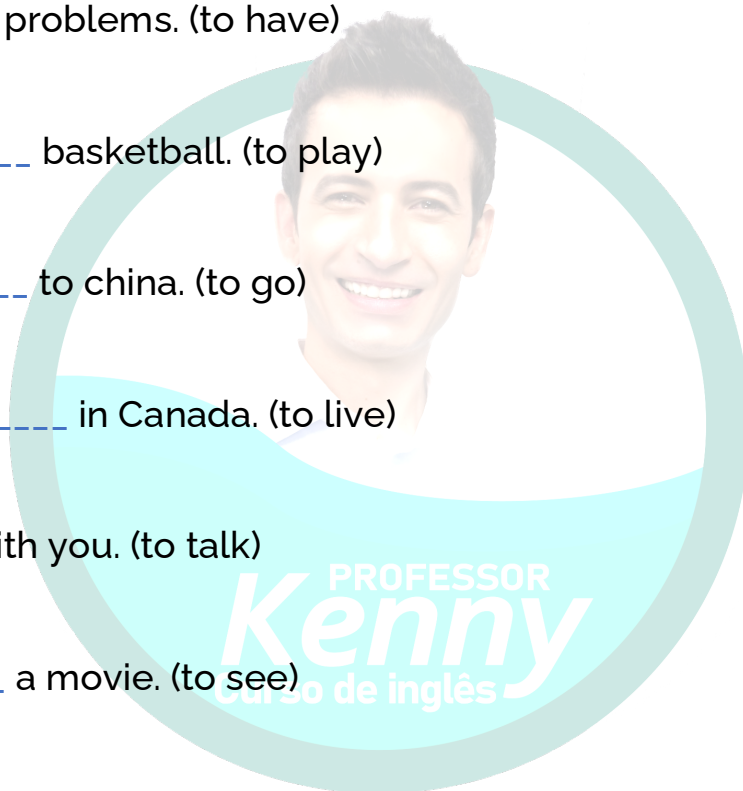 problems. (to have)
__ basketball. (to play)
__ to china. (to go)
____ in Canada. (to live)
ith you. (to talk)
_ a movie. (to see)
PROFESSOR
Kenny
Curso de inglês